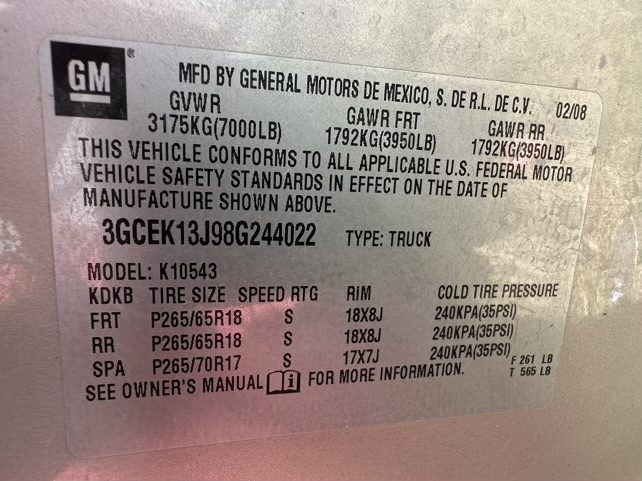 GM ®
MFD BY GENERAL MOTORS DE MEXICO, S. DE R.L. DE C.V. 02/08
GVWR GAWR FRT GAWR RR
3175KG(7000LB) 1792KG(3950LB) 1792KG(3950LB)
THIS VEHICLE CONFORMS TO ALL APPLICABLE U.S. FEDERAL MOTOR
VEHICLE SAFETY STANDARDS IN EFFECT ON THE DATE OF
MANUFACTURE SHOWN ABOVE.
3GCEK13J98G244022 TYPE: TRUCK
MODEL: K10543
KDKB TIRE SIZE SPEED RTG RIM COLD TIRE PRESSURE
FRT P265/65R18 S 18X8J 240KPA(35PSI)
RR P265/65R18 S 18X8J 240KPA(35PSI)
SPA P265/70R17 S 17X7J 240KPA(35PSI) F 261 LB
T 565 LB
SEE OWNER'S MANUAL i FOR MORE INFORMATION.